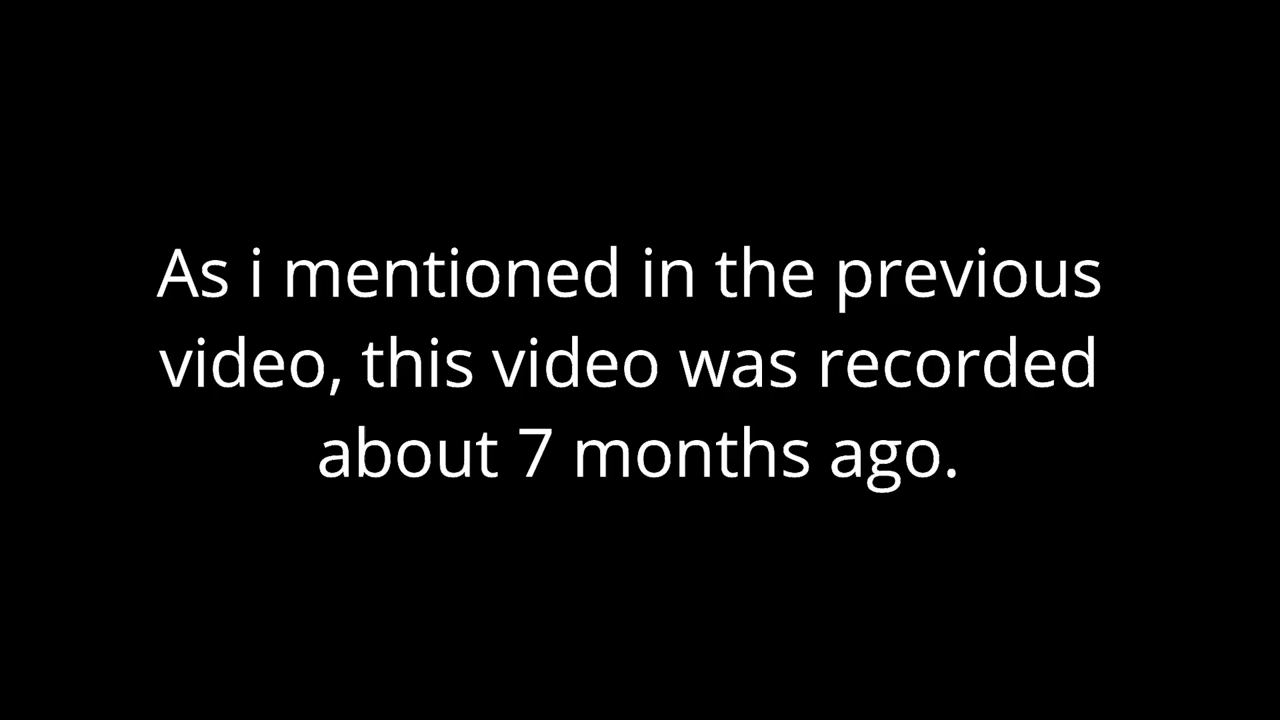 As i mentioned in the previous
video, this video was recorded
about 7 months ago.